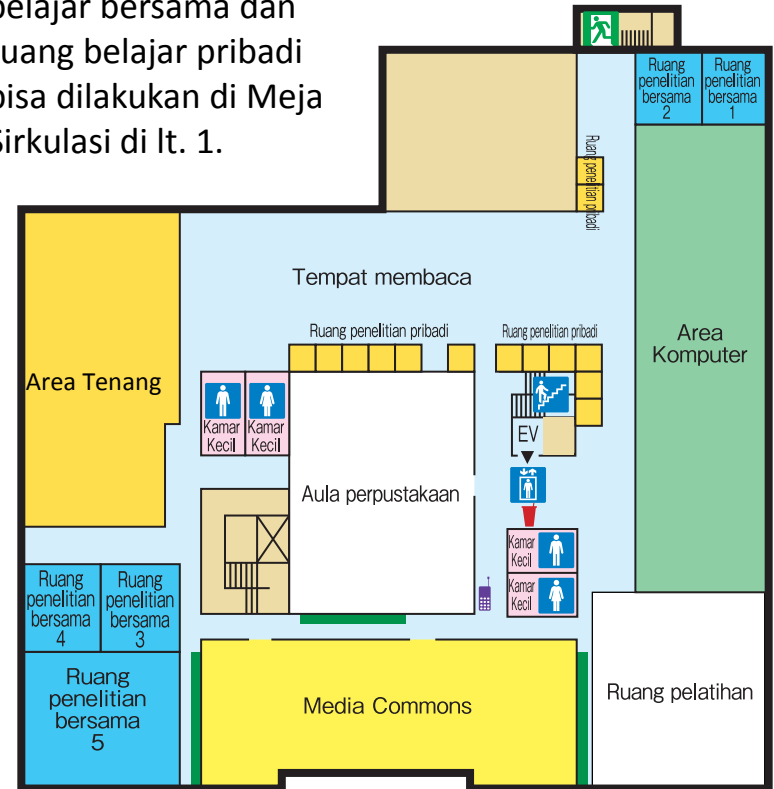 belajar bersama dan
ruang belajar pribadi
bisa dilakukan di Meja
Sirkulasi di lt. 1.
Ruang
penelitian
bersama
2
Ruang
penelitian
bersama
1
Ruang penelitian pribadi
Tempat membaca
Ruang penelitian pribadi
Ruang penelitian pribadi
Area
Komputer
Area Tenang
Kamar
Kecil
Kamar
Kecil
EV
Aula perpustakaan
Kamar
Kecil
Kamar
Kecil
Ruang
penelitian
bersama
4
Ruang
penelitian
bersama
3
Ruang
penelitian
bersama
5
Media Commons
Ruang pelatihan